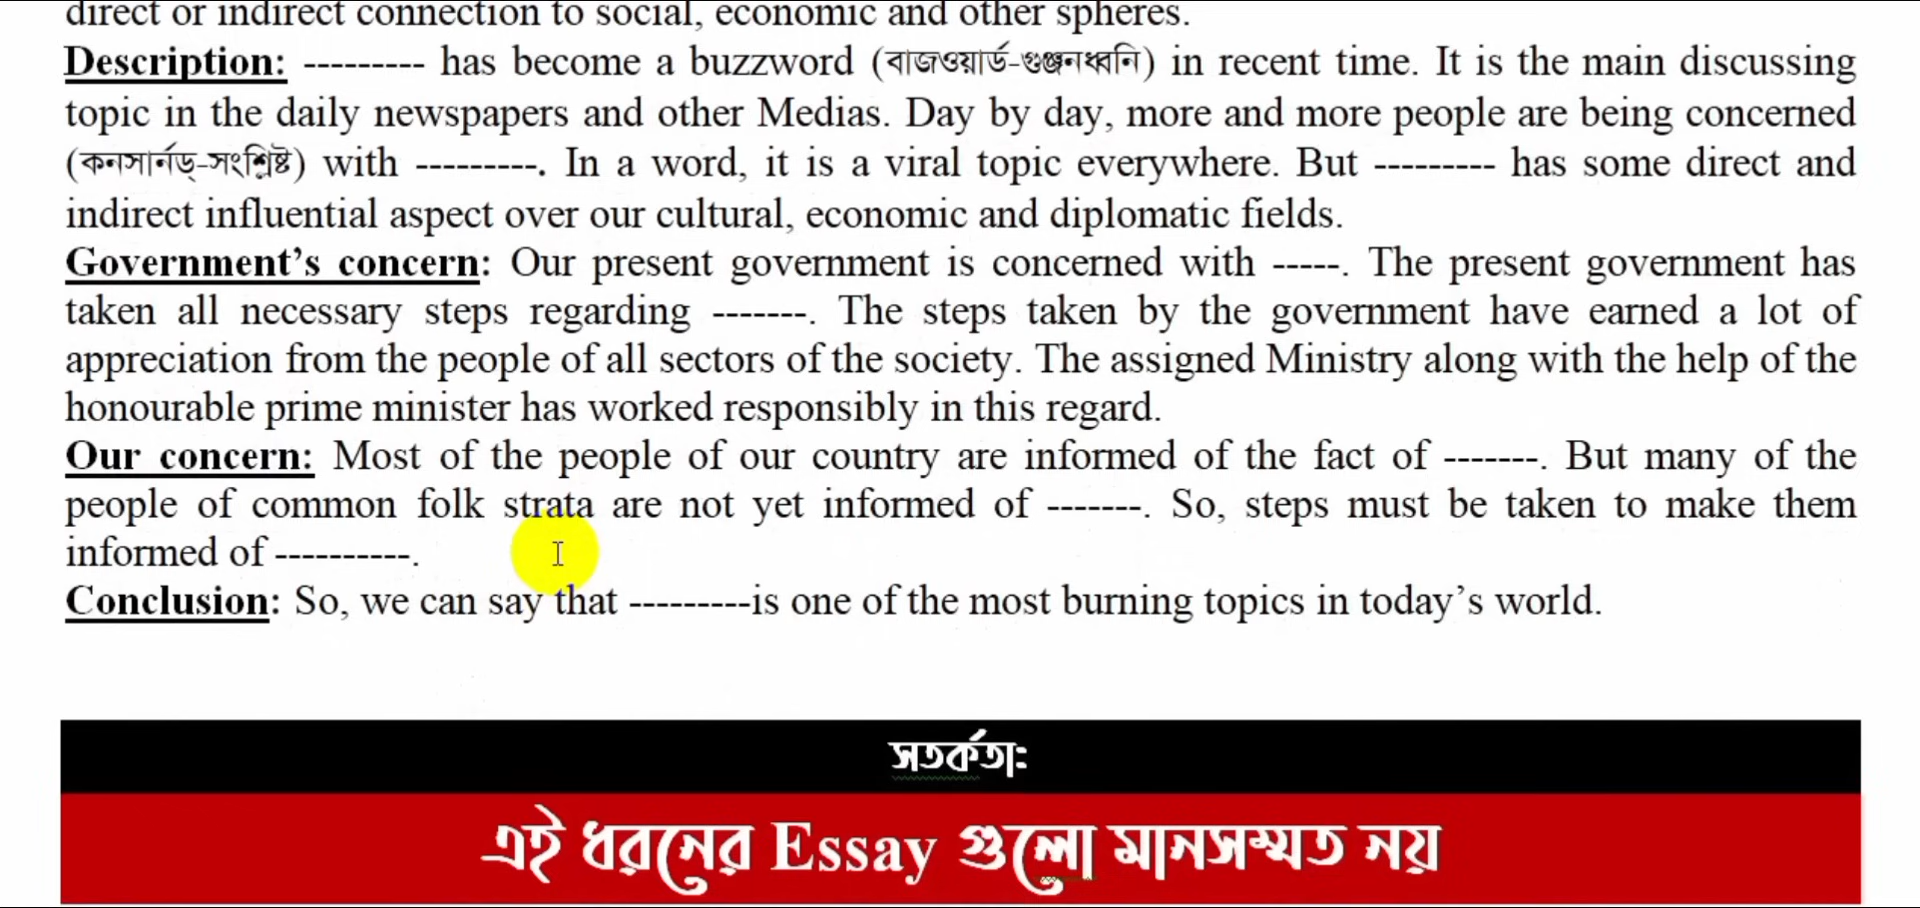 direct or indirect connection to social, economic and other spheres.
Description: --------- has become a buzzword (বাজওয়ার্ড-গুঞ্জনধ্বনি) in recent time. It is the main discussing
topic in the daily newspapers and other Medias. Day by day, more and more people are being concerned
(কনসার্নড্-সংশ্লিষ্ট) with ---------. In a word, it is a viral topic everywhere. But --------- has some direct and
indirect influential aspect over our cultural, economic and diplomatic fields.
Government’s concern: Our present government is concerned with -----. The present government has
taken all necessary steps regarding -------. The steps taken by the government have earned a lot of
appreciation from the people of all sectors of the society. The assigned Ministry along with the help of the
honourable prime minister has worked responsibly in this regard.
Our concern: Most of the people of our country are informed of the fact of -------. But many of the
people of common folk strata are not yet informed of -------. So, steps must be taken to make them
informed of ----------.
Conclusion: So, we can say that ---------is one of the most burning topics in today’s world.
সতর্কতা:
এই ধরনের Essay গুলো মানসম্মত নয়